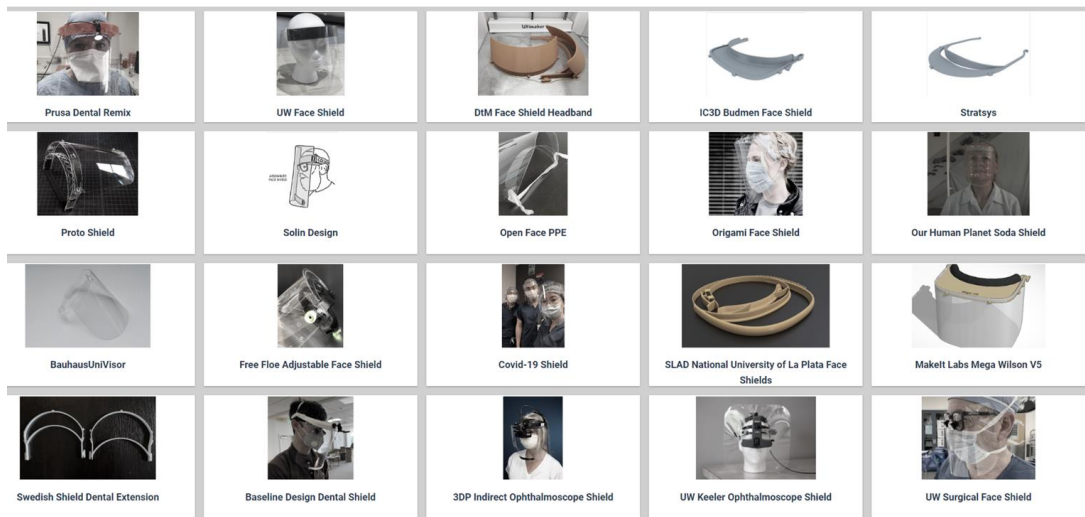 Ultimaker
Prusa Dental Remix
UW Face Shield
DtM Face Shield Headband
IC3D Budmen Face Shield
Stratsys
Proto Shield
Solin Design
Open Face PPE
Origami Face Shield
Our Human Planet Soda Shield
BauhausUniVisor
Free Floe Adjustable Face Shield
Covid-19 Shield
SLAD National University of La Plata Face
Shields
MakeIt Labs Mega Wilson V5
Swedish Shield Dental Extension
Baseline Design Dental Shield
3DP Indirect Ophthalmoscope Shield
UW Keeler Ophthalmoscope Shield
UW Surgical Face Shield